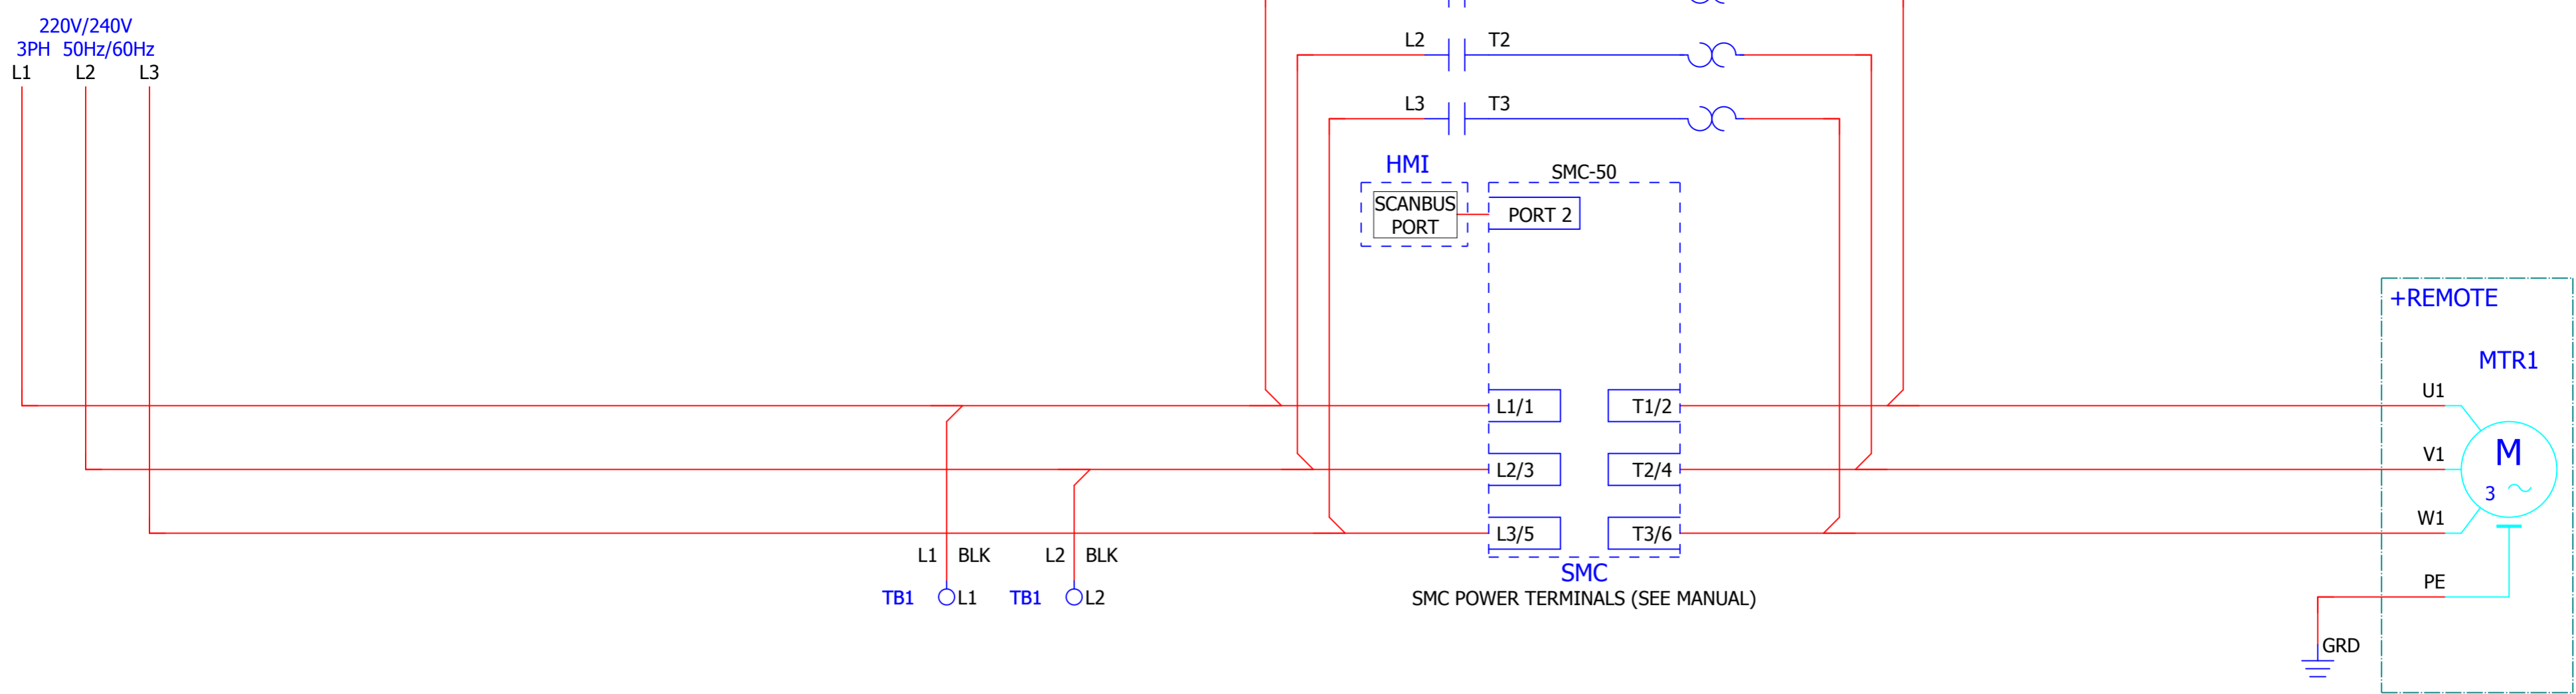 220V/240V
3PH 50Hz/60Hz
L1 L2 L3
L2 T2
L3 T3
HMI
SMC-50
SCANBUS
PORT
PORT 2
+REMOTE
MTR1
U1
L1/1 T1/2
V1
M
L2/3 T2/4
3
W1
L3/5 T3/6
L1 BLK L2 BLK
SMC
PE
TB1 L1 TB1 L2
SMC POWER TERMINALS (SEE MANUAL)
GRD